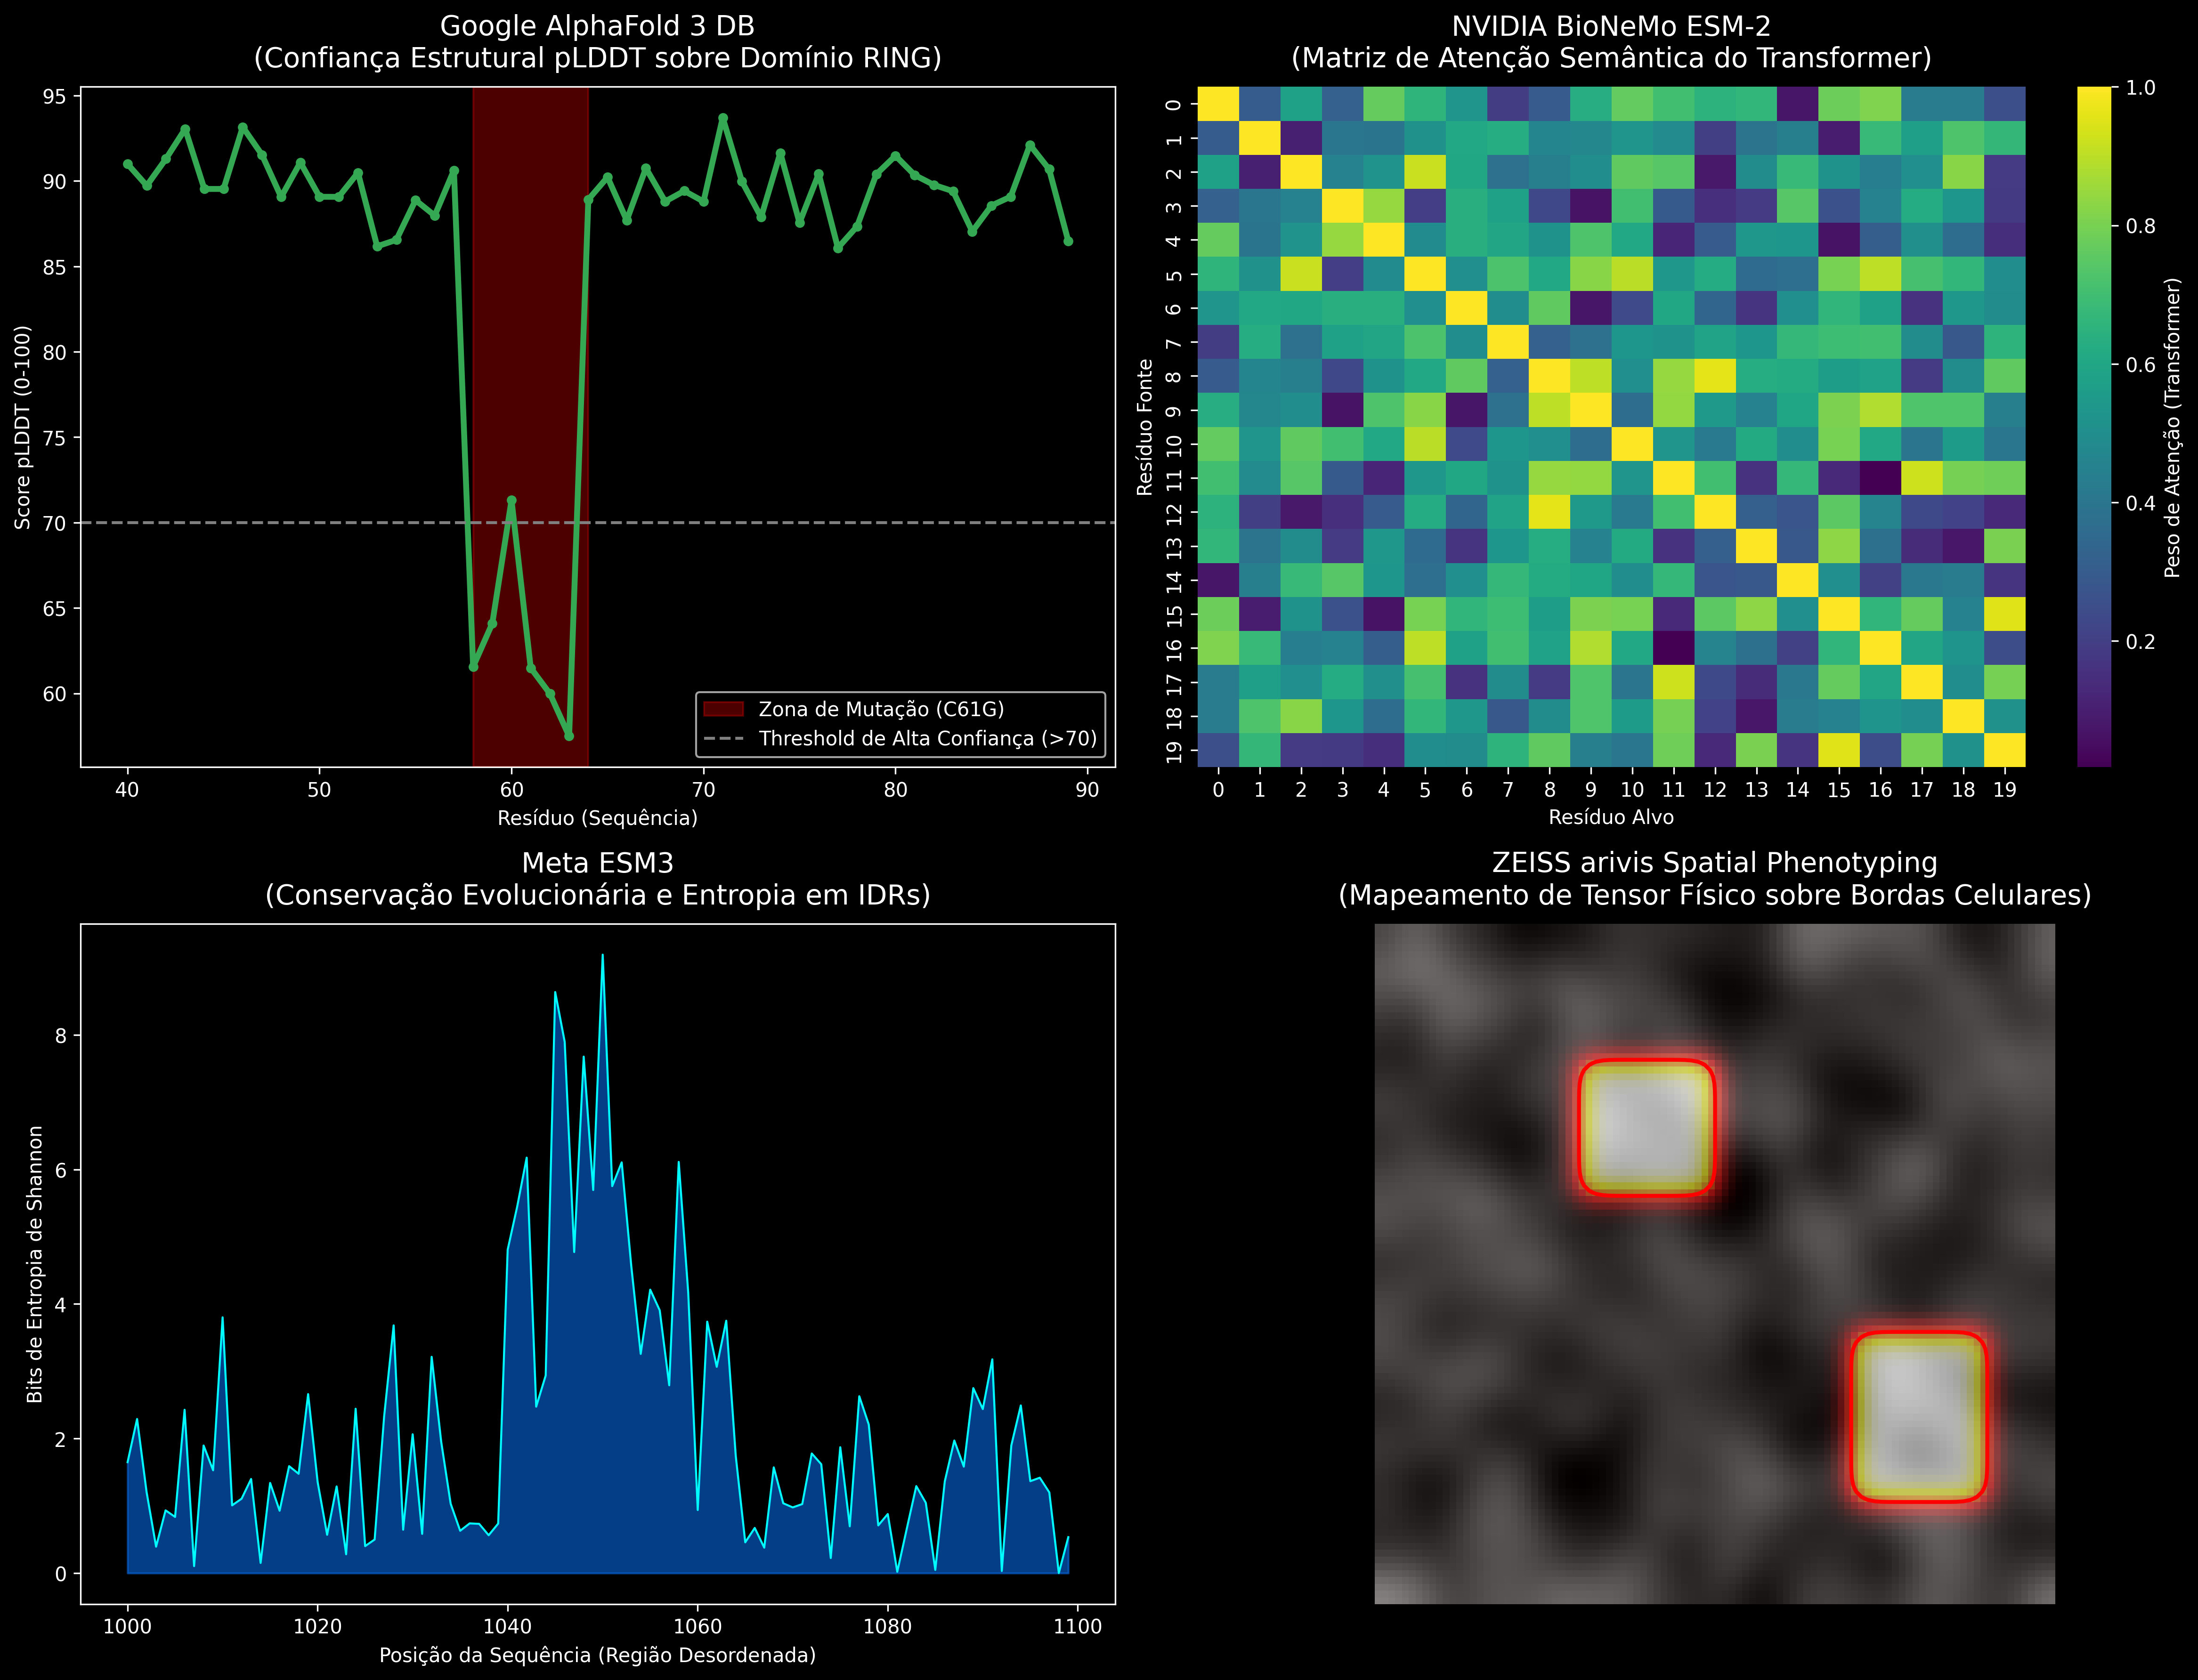 Google AlphaFold 3 DB
(Confiança Estrutural pLDDT sobre Domínio RING)
95
90
85
80
75
70
65
60
Score pLDDT (0-100)
Zona de Mutação (C61G)
Threshold de Alta Confiança (>70)
40 50 60 70 80 90
Resíduo (Sequência)
NVIDIA BioNeMo ESM-2
(Matriz de Atenção Semântica do Transformer)
0
1
2
3
4
5
6
7
8
9
10
11
12
13
14
15
16
17
18
19
Resíduo Fonte
0 1 2 3 4 5 6 7 8 9 10 11 12 13 14 15 16 17 18 19
Resíduo Alvo
1.0
0.8
0.6
0.4
0.2
Peso de Atenção (Transformer)
Meta ESM3
(Conservação Evolucionária e Entropia em IDRs)
8
6
4
2
0
Bits de Entropia de Shannon
1000 1020 1040 1060 1080 1100
Posição da Sequência (Região Desordenada)
ZEISS arivis Spatial Phenotyping
(Mapeamento de Tensor Físico sobre Bordas Celulares)